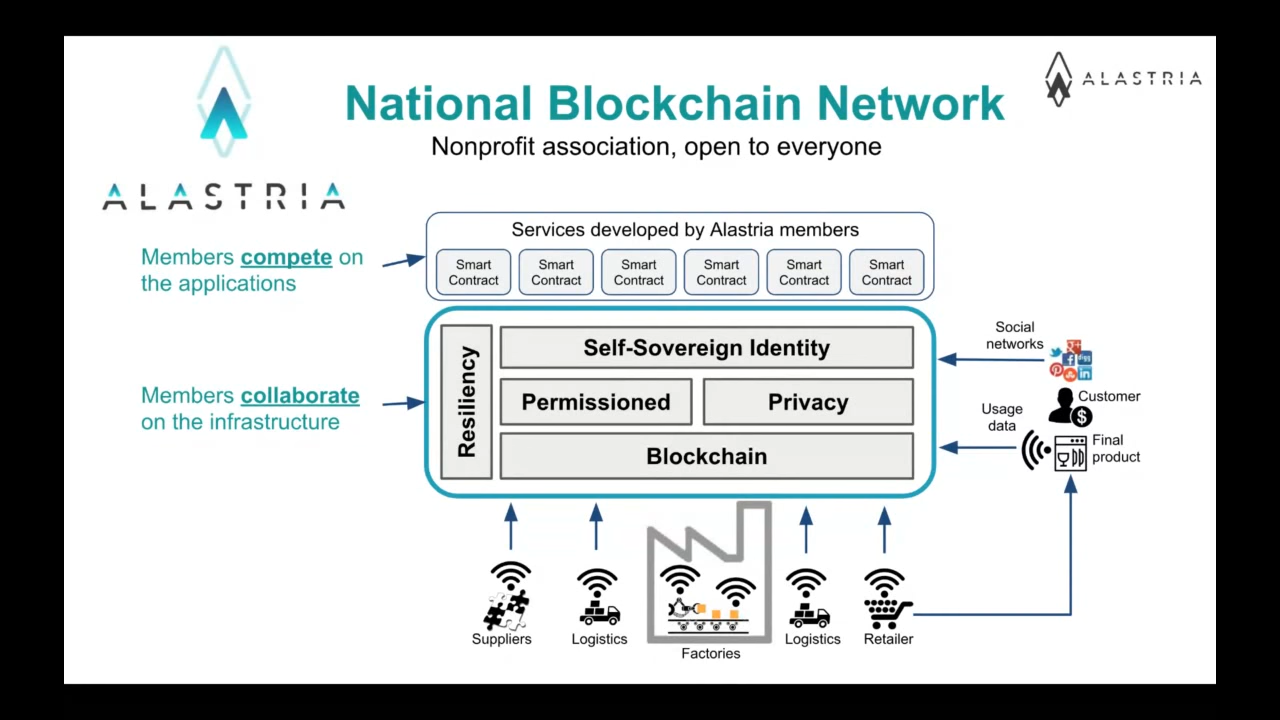 National Blockchain Network
ALASTRIA
Nonprofit association, open to everyone
ALASTRIA
Services developed by Alastria members
Members compete on
the applications
Smart
Contract
Smart
Contract
Smart
Contract
Smart
Contract
Smart
Contract
Smart
Contract
Members collaborate
on the infrastructure
Resiliency
Self-Sovereign Identity
Permissioned
Privacy
Blockchain
Social
networks
Customer
Usage
data
Final
product
Suppliers
Logistics
Factories
Logistics
Retailer